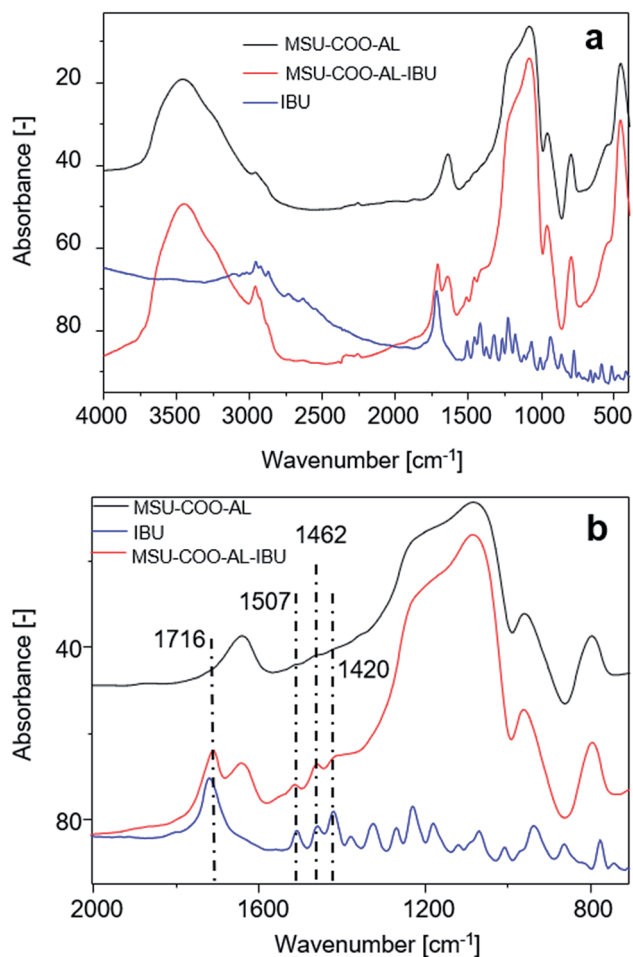 a
MSU-COO-AL
MSU-COO-AL-IBU
IBU
20
40
60
80
Absorbance [-]
4000 3500 3000 2500 2000 1500 1000 500
Wavenumber [cm⁻¹]
b
MSU-COO-AL
IBU
MSU-COO-AL-IBU
1462
1507
1716
1420
40
80
Absorbance [-]
2000 1600 1200 800
Wavenumber [cm⁻¹]